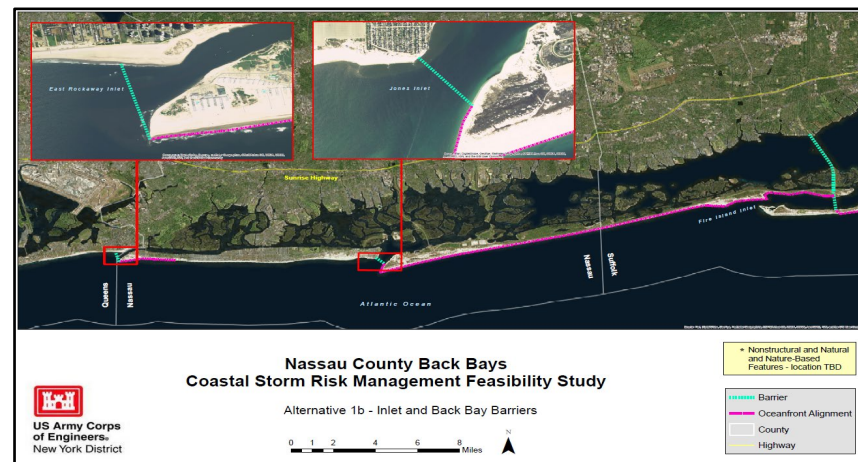 East Rockaway Inlet
Jones Inlet
Sunrise Highway
Fire Island Inlet
Queens
Nassau
Nassau
Suffolk
Atlantic Ocean
Nassau County Back Bays
Coastal Storm Risk Management Feasibility Study
Alternative 1b - Inlet and Back Bay Barriers
US Army Corps
of Engineers®
New York District
0 1 2 4 6 8
Miles
N
* Nonstructural and Natural
and Nature-Based
Features - location TBD
Barrier
Oceanfront Alignment
County
Highway